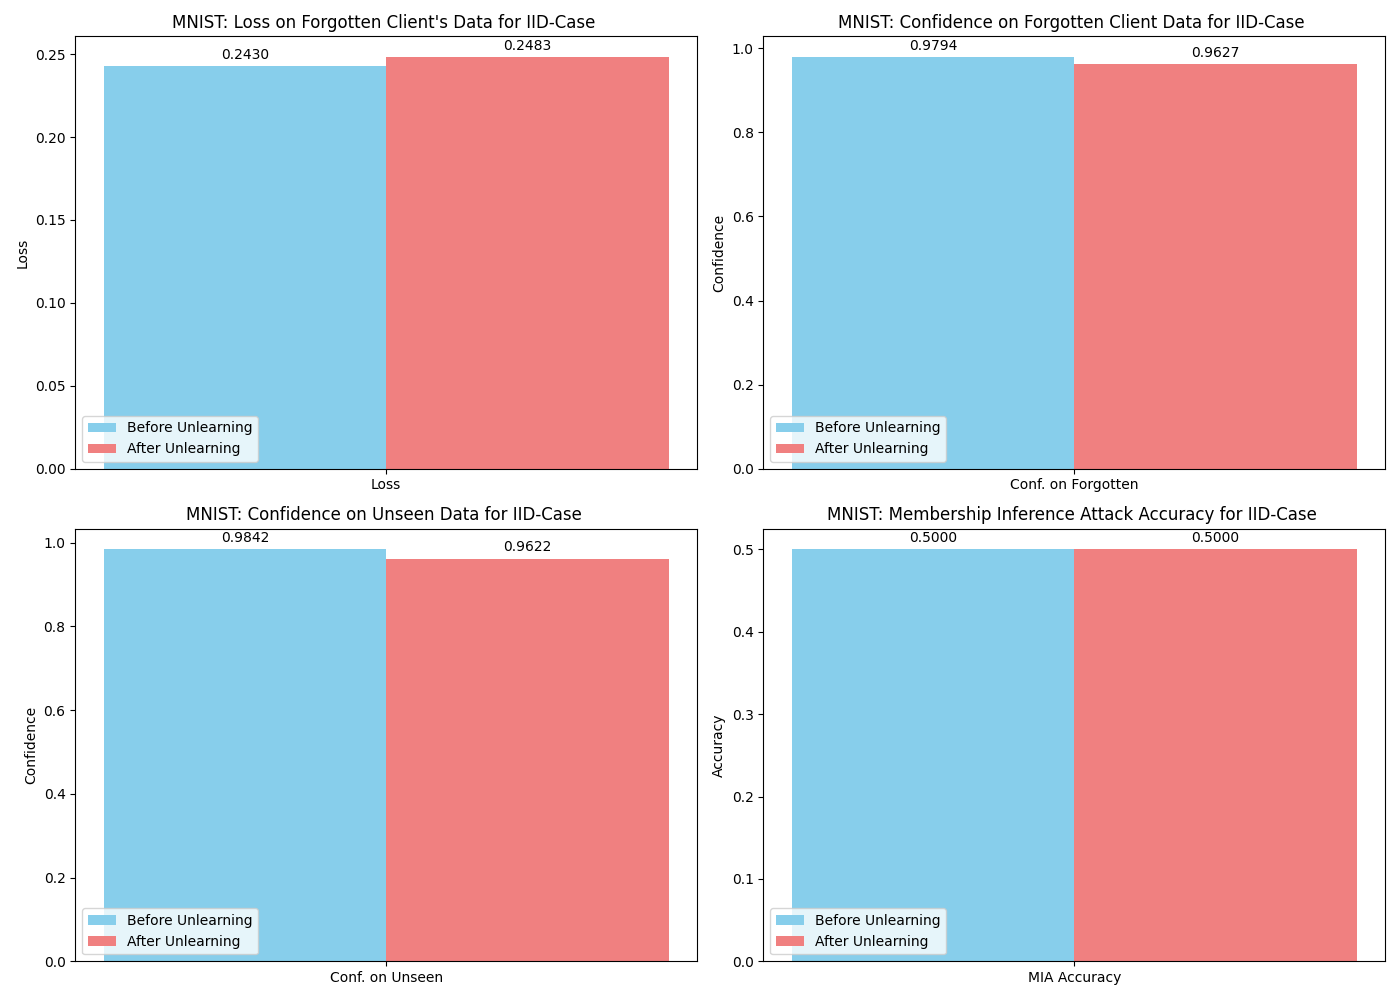 MNIST: Loss on Forgotten Client's Data for IID-Case
0.2430
0.2483
0.25
0.20
0.15
0.10
0.05
0.00
Loss
Before Unlearning
After Unlearning
Loss
MNIST: Confidence on Forgotten Client Data for IID-Case
0.9794
0.9627
1.0
0.8
0.6
0.4
0.2
0.0
Confidence
Before Unlearning
After Unlearning
Conf. on Forgotten
MNIST: Confidence on Unseen Data for IID-Case
0.9842
0.9622
1.0
0.8
0.6
0.4
0.2
0.0
Confidence
Before Unlearning
After Unlearning
Conf. on Unseen
MNIST: Membership Inference Attack Accuracy for IID-Case
0.5000
0.5000
0.5
0.4
0.3
0.2
0.1
0.0
Accuracy
Before Unlearning
After Unlearning
MIA Accuracy